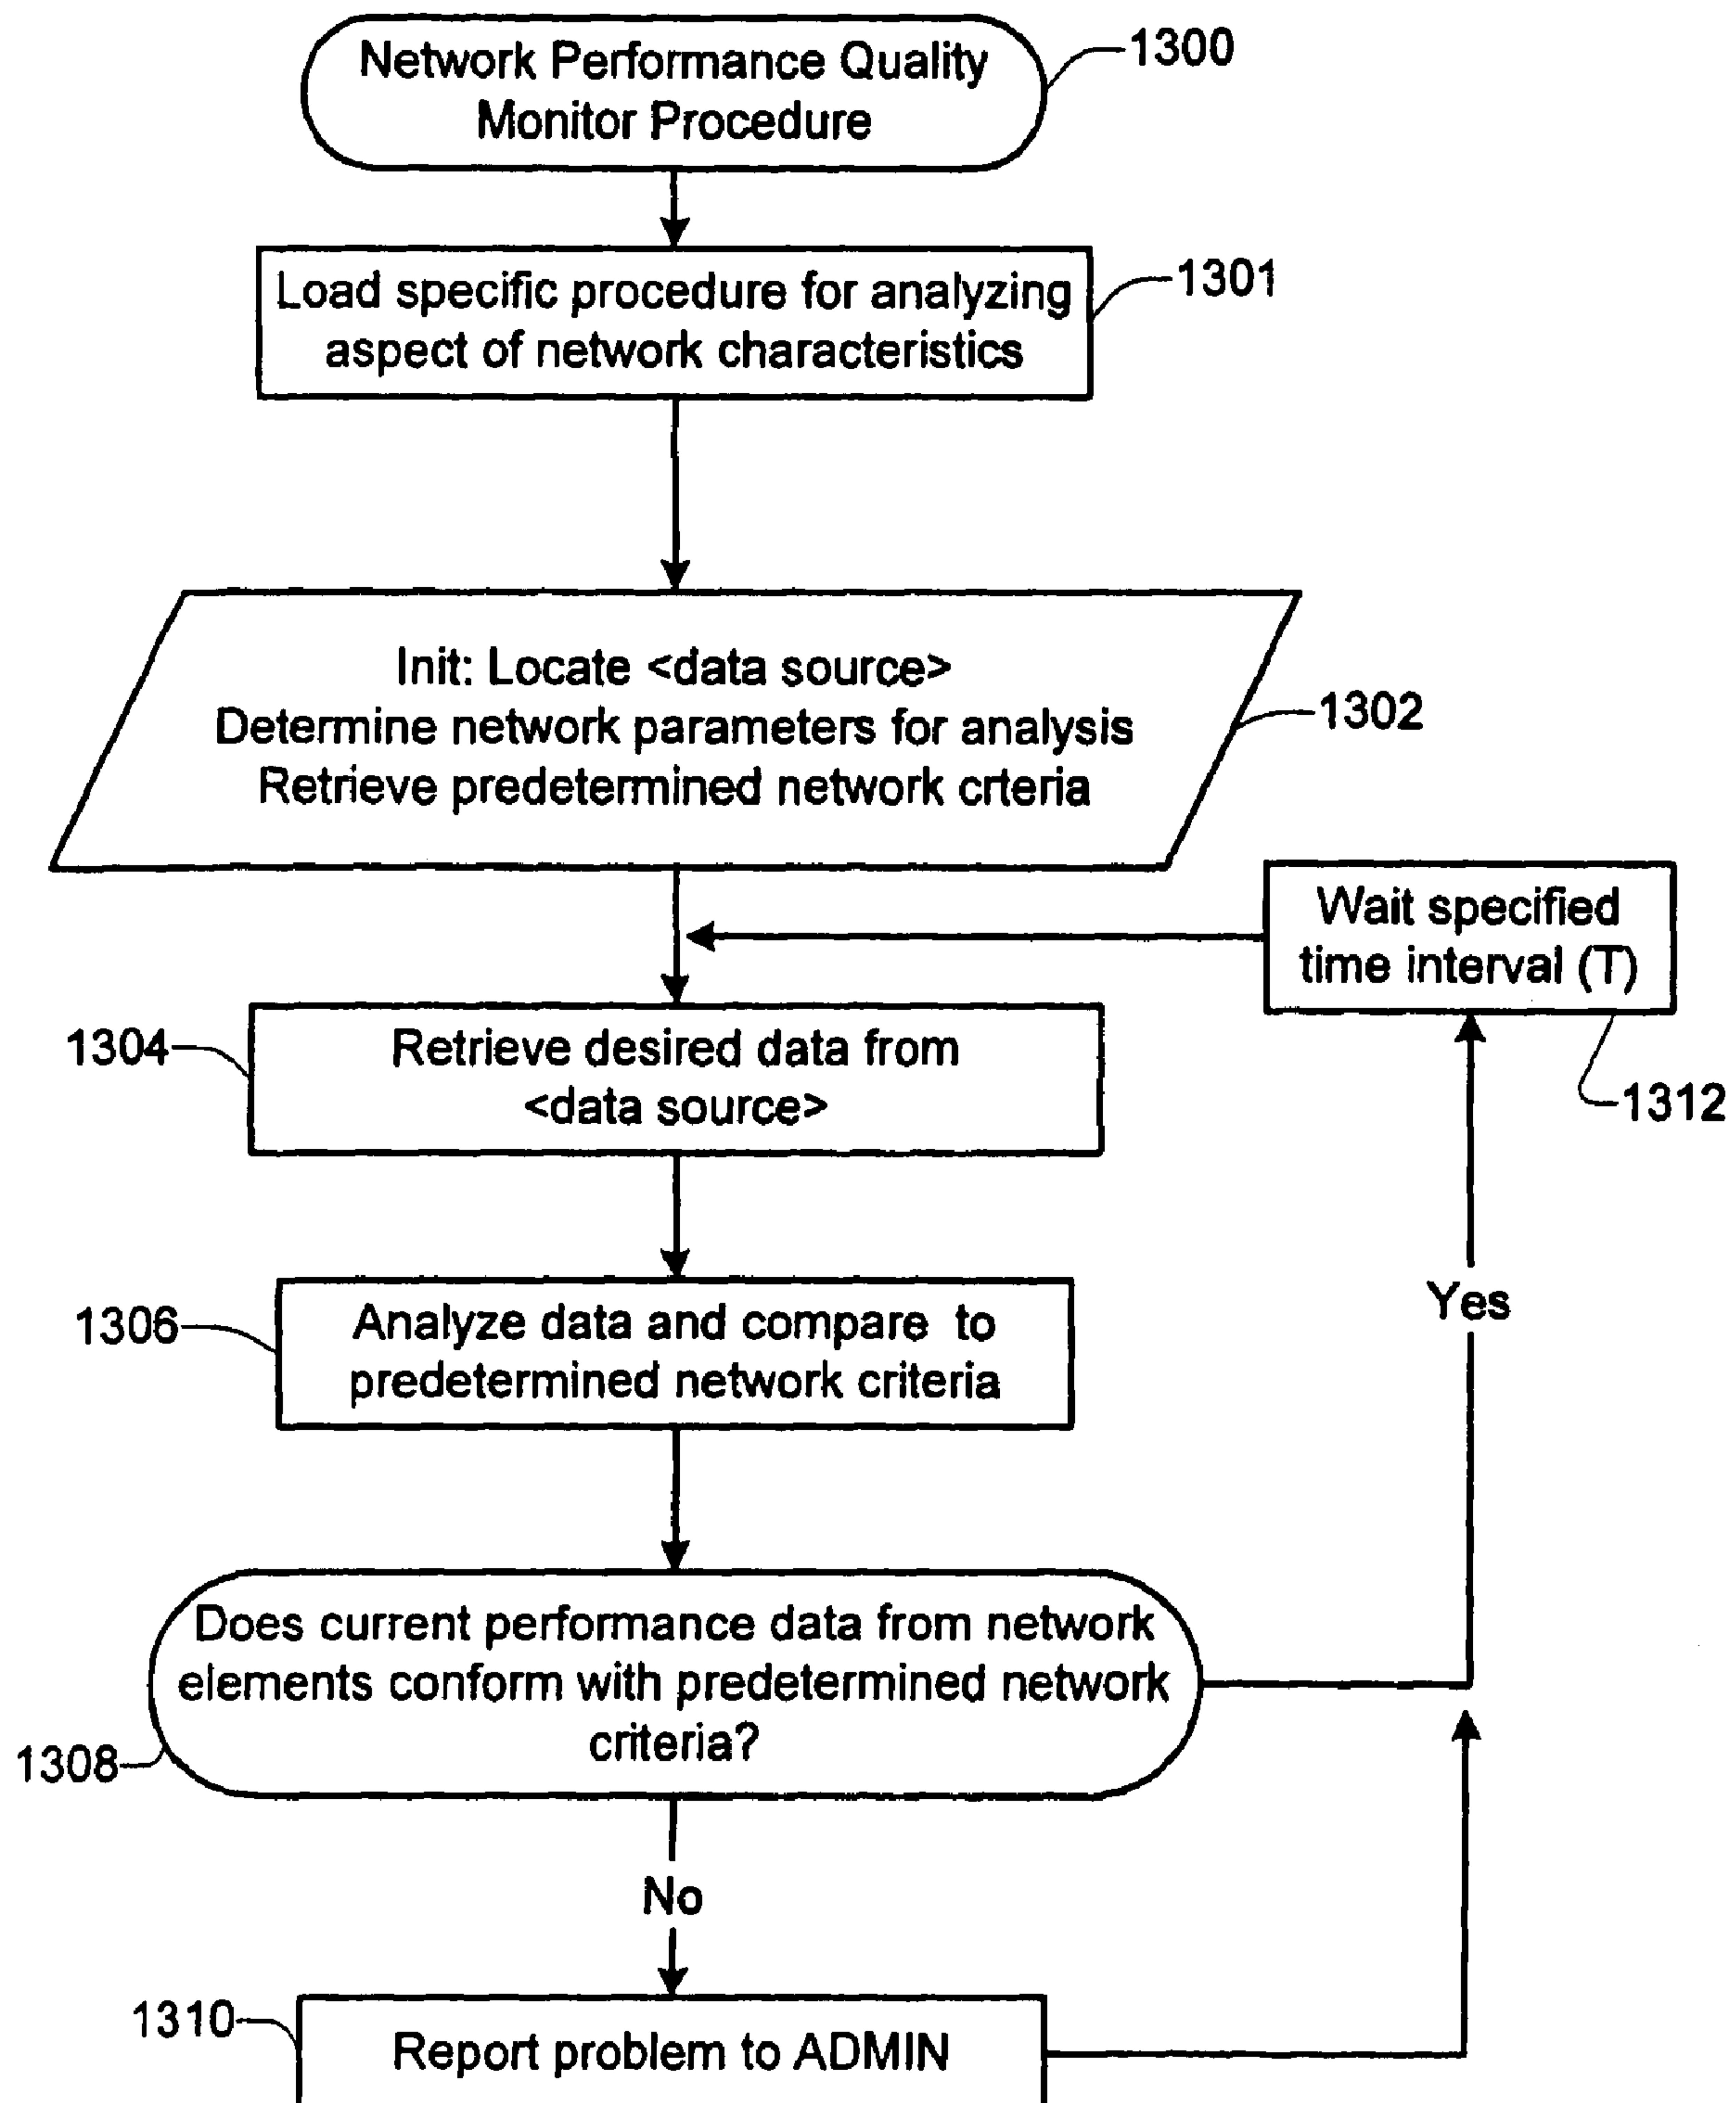 Network Performance Quality
Monitor Procedure
1300
Load specific procedure for analyzing
aspect of network characteristics
1301
Init: Locate <data source>
Determine network parameters for analysis
Retrieve predetermined network crteria
1302
Wait specified
time interval (T)
1312
1304
Retrieve desired data from
<data source>
1306
Analyze data and compare to
predetermined network criteria
Yes
Does current performance data from network
elements conform with predetermined network
criteria?
1308
No
1310
Report problem to ADMIN